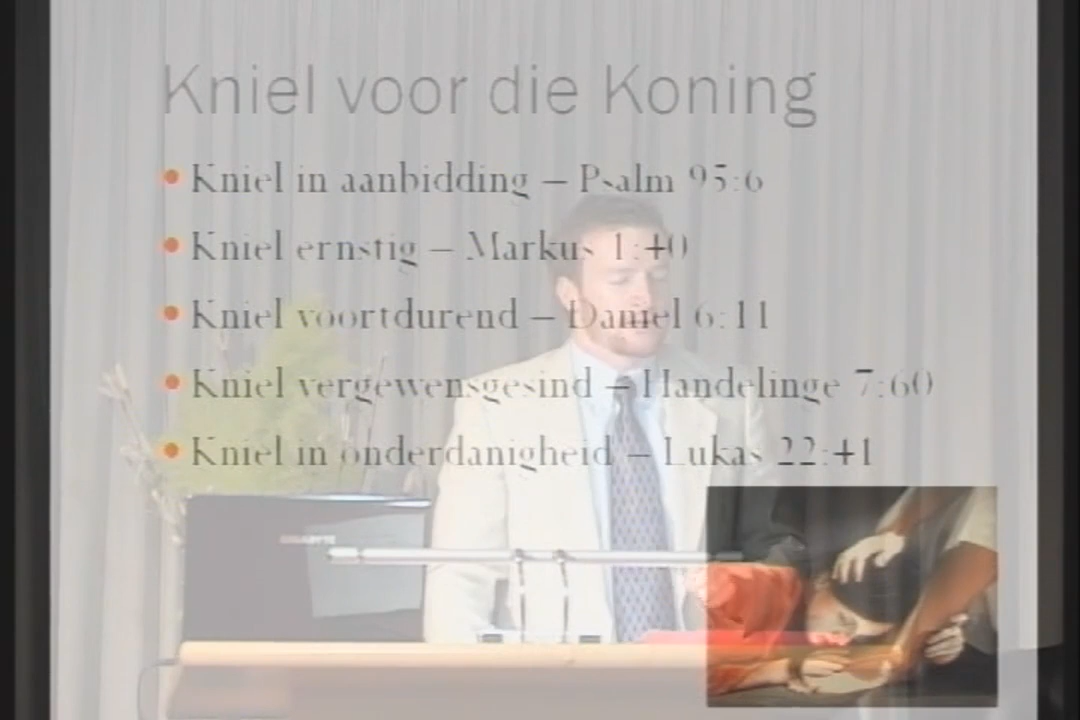 Kniel voor die Koning
Kniel in aanbidding – Psalm 95:6
Kniel ernstig – Markus 1:40
Kniel voortdurend – Daniel 6:11
Kniel vergewensgesind – Handelinge 7:60
Kniel in onderdanigheid – Lukas 22:41
GIGABYTE